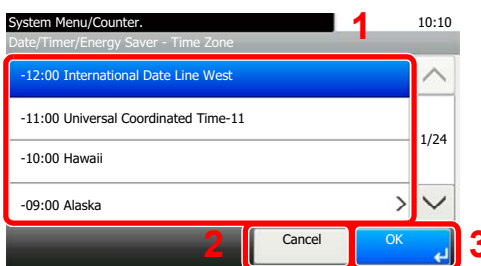 System Menu/Counter.
1
10:10
Date/Timer/Energy Saver - Time Zone
-12:00 International Date Line West
-11:00 Universal Coordinated Time-11
1/24
-10:00 Hawaii
-09:00 Alaska
2
Cancel
OK
3